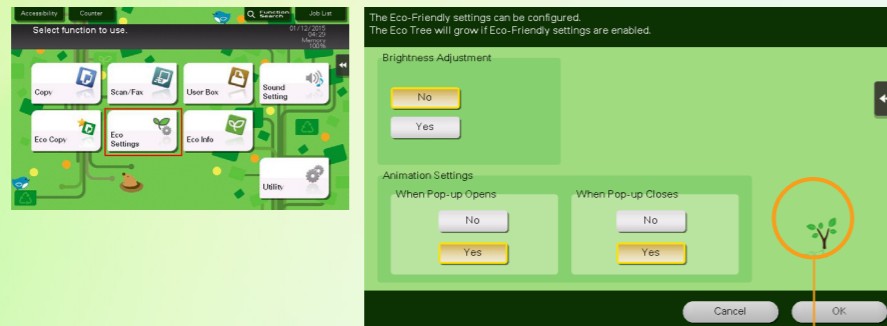 Accessibility Counter Function Search Job List
Select function to use.
01/12/2015
04:29
Memory
100%
Copy Scan/Fax User Box Sound Setting
Eco Copy Eco Settings Eco Info
Utility
The Eco-Friendly settings can be configured.
The Eco Tree will grow if Eco-Friendly settings are enabled.
Brightness Adjustment
No
Yes
Animation Settings
When Pop-up Opens When Pop-up Closes
No No
Yes Yes
Cancel OK